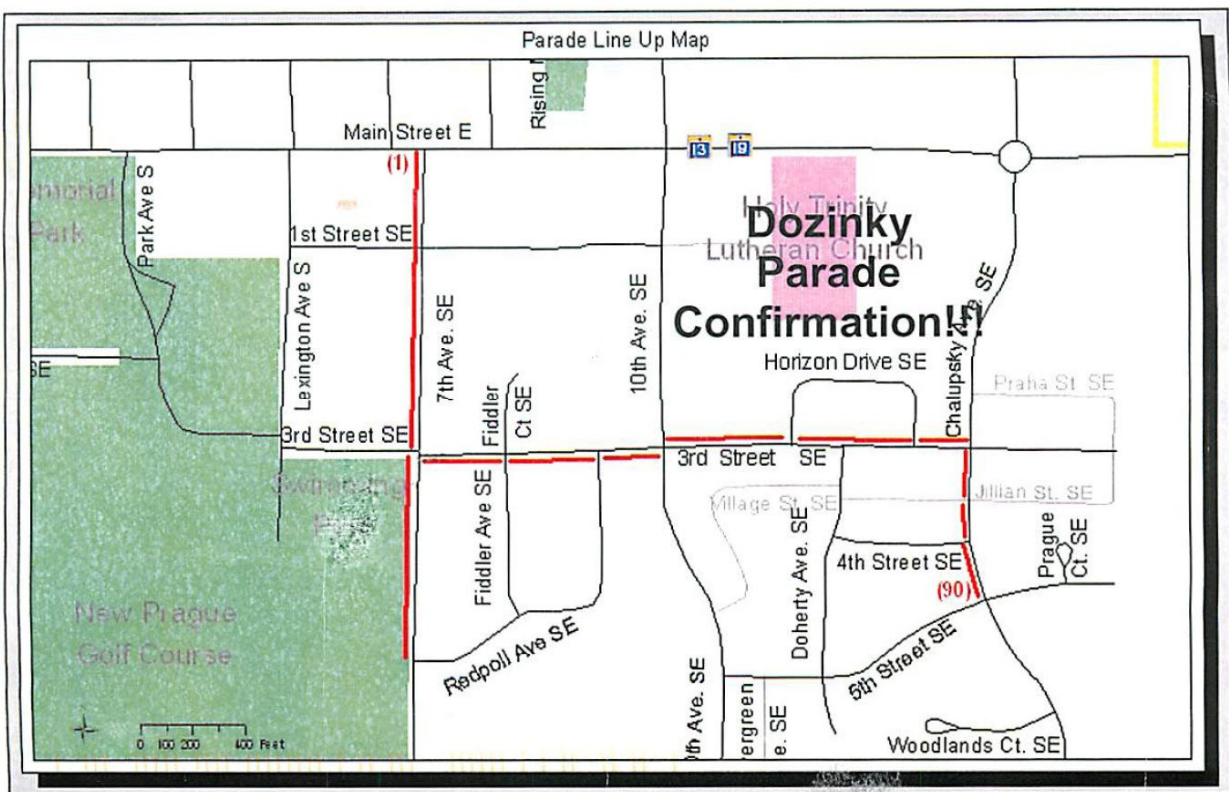 Parade Line Up Map
Rising
Main Street E
13
19
(1)
Park Ave S
Park
Holy Trinity
Lutheran Church
Dozinky
Parade
Confirmation!!!
1st Street SE
Lexington Ave S
7th Ave. SE
10th Ave. SE
Chalupsky Ave. SE
Horizon Drive SE
Praha St. SE
SE
Fiddler
Ct SE
3rd Street SE
3rd Street SE
Swimming
Fiddler Ave SE
Village St. SE
Jillian St. SE
Doherty Ave. SE
4th Street SE
Prague
Ct. SE
(90)
New Prague
Golf Course
Redpoll Ave SE
5th Street SE
Ave. SE
e. SE
Woodlands Ct. SE
0 100 200 400 Feet